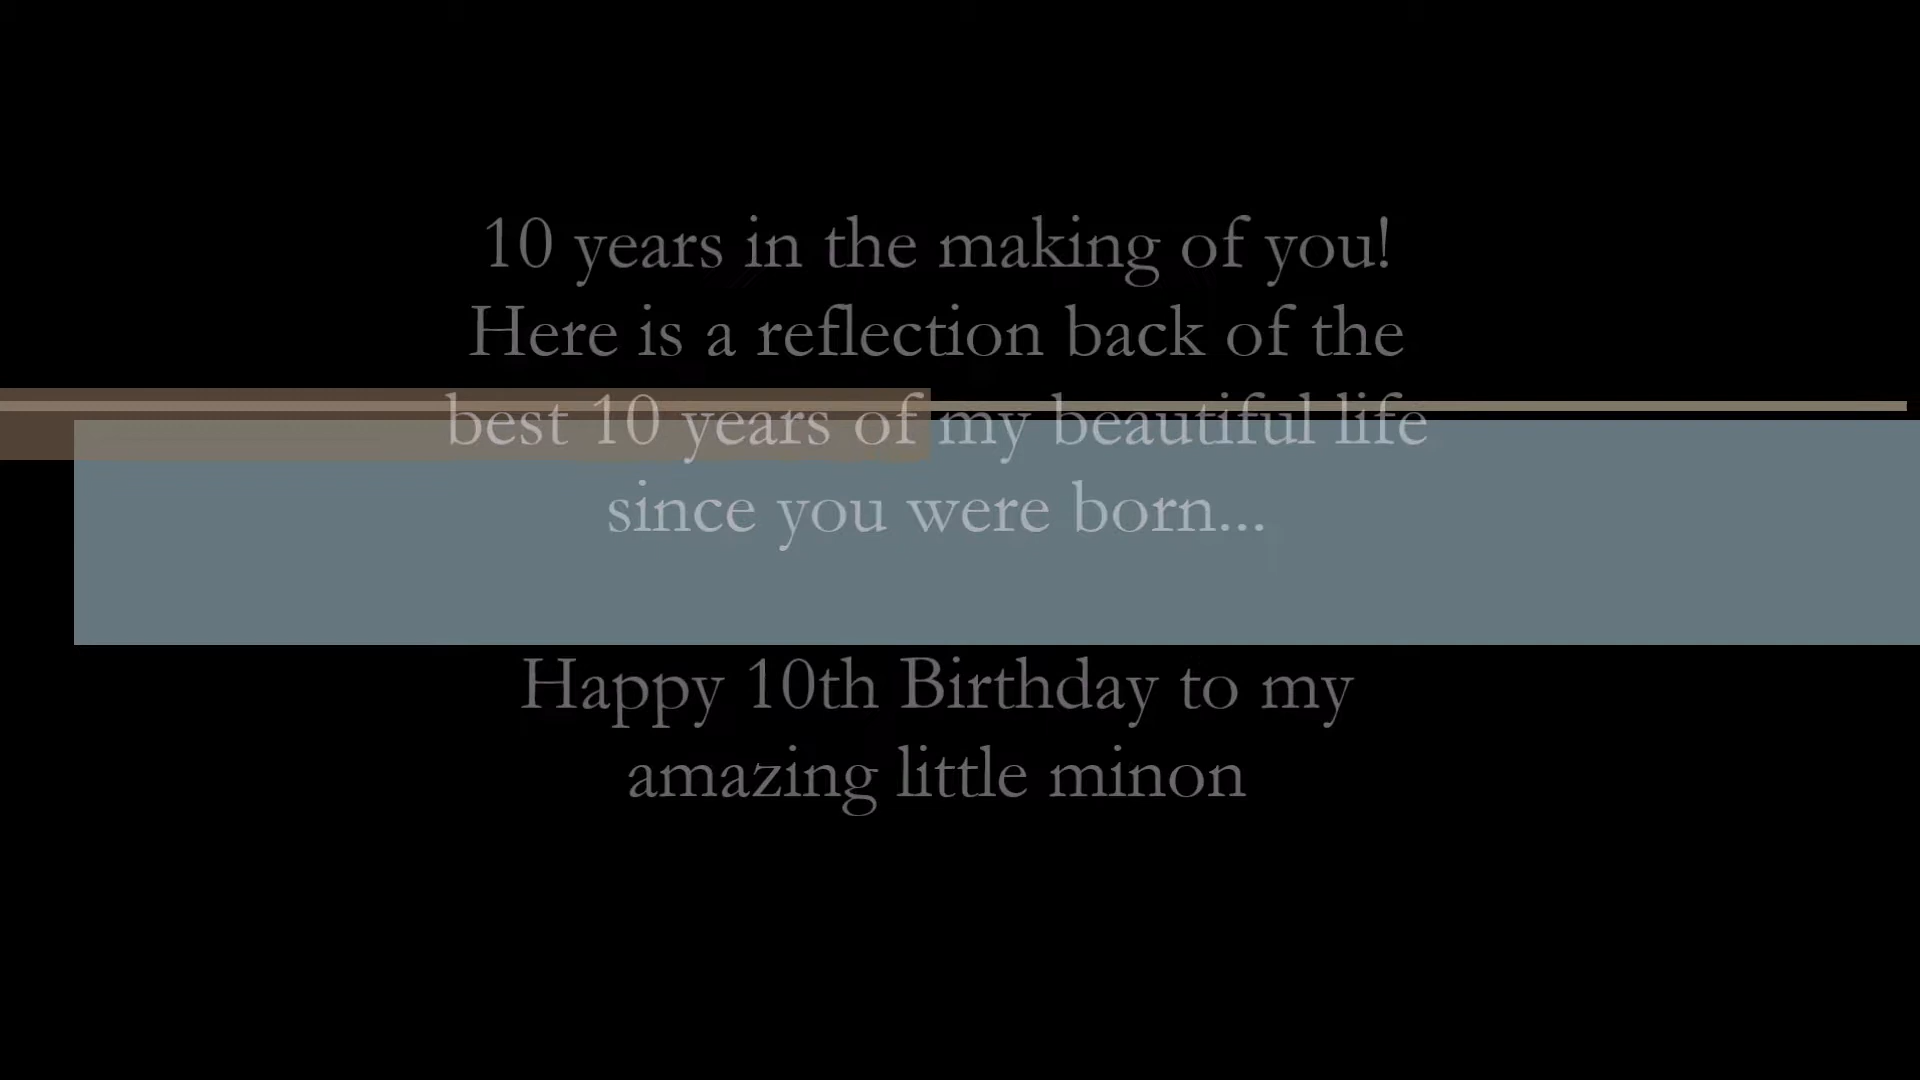 10 years in the making of you!
Here is a reflection back of the
best 10 years of my beautiful life
since you were born...
Happy 10th Birthday to my
amazing little minon